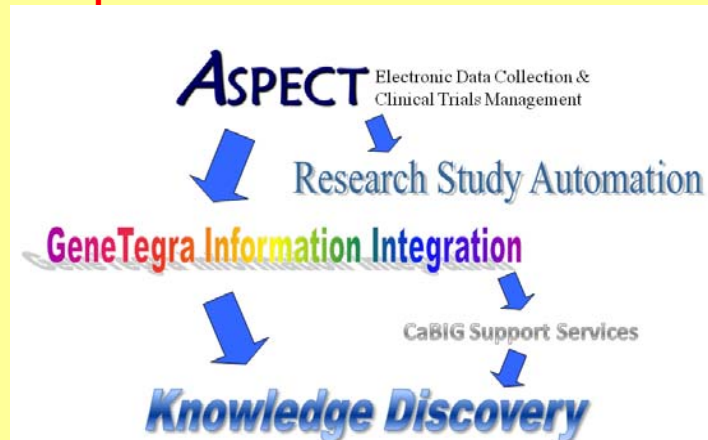 ASPECT Electronic Data Collection &
Clinical Trials Management
Research Study Automation
GeneTegra Information Integration
CaBIG Support Services
Knowledge Discovery